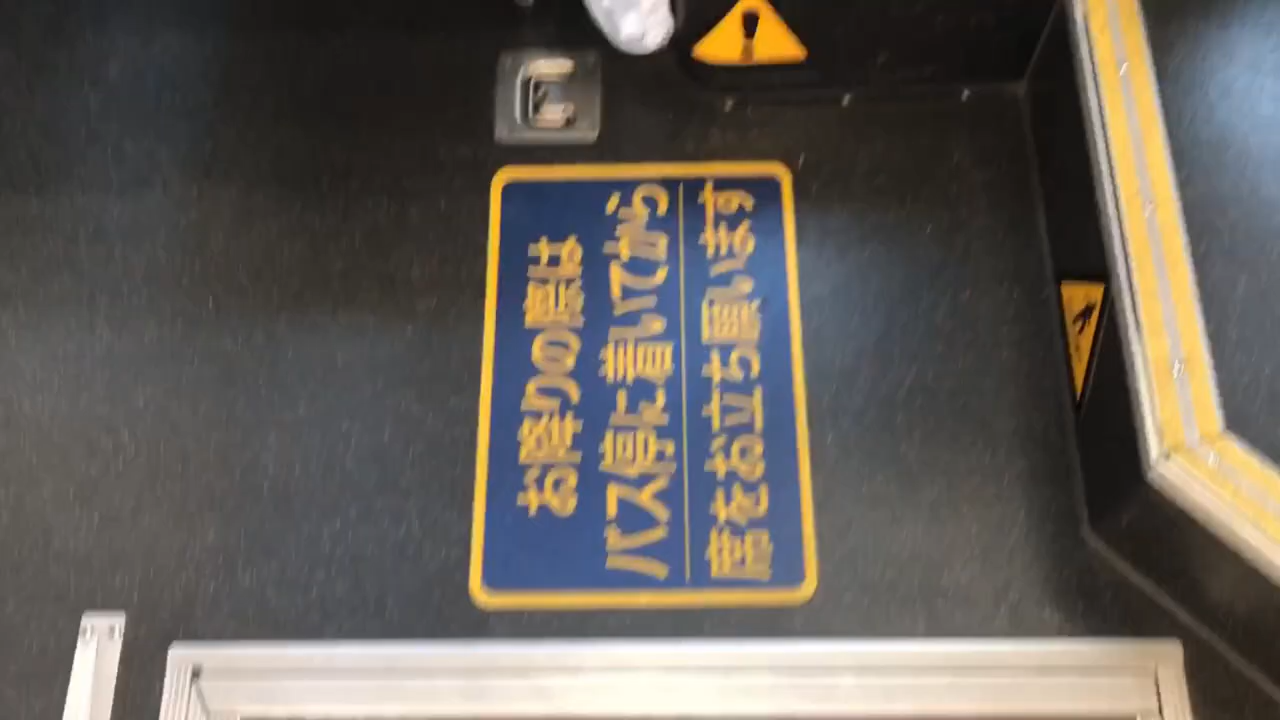 お降りの際は
バス停に着いてから
席をお立ち願います